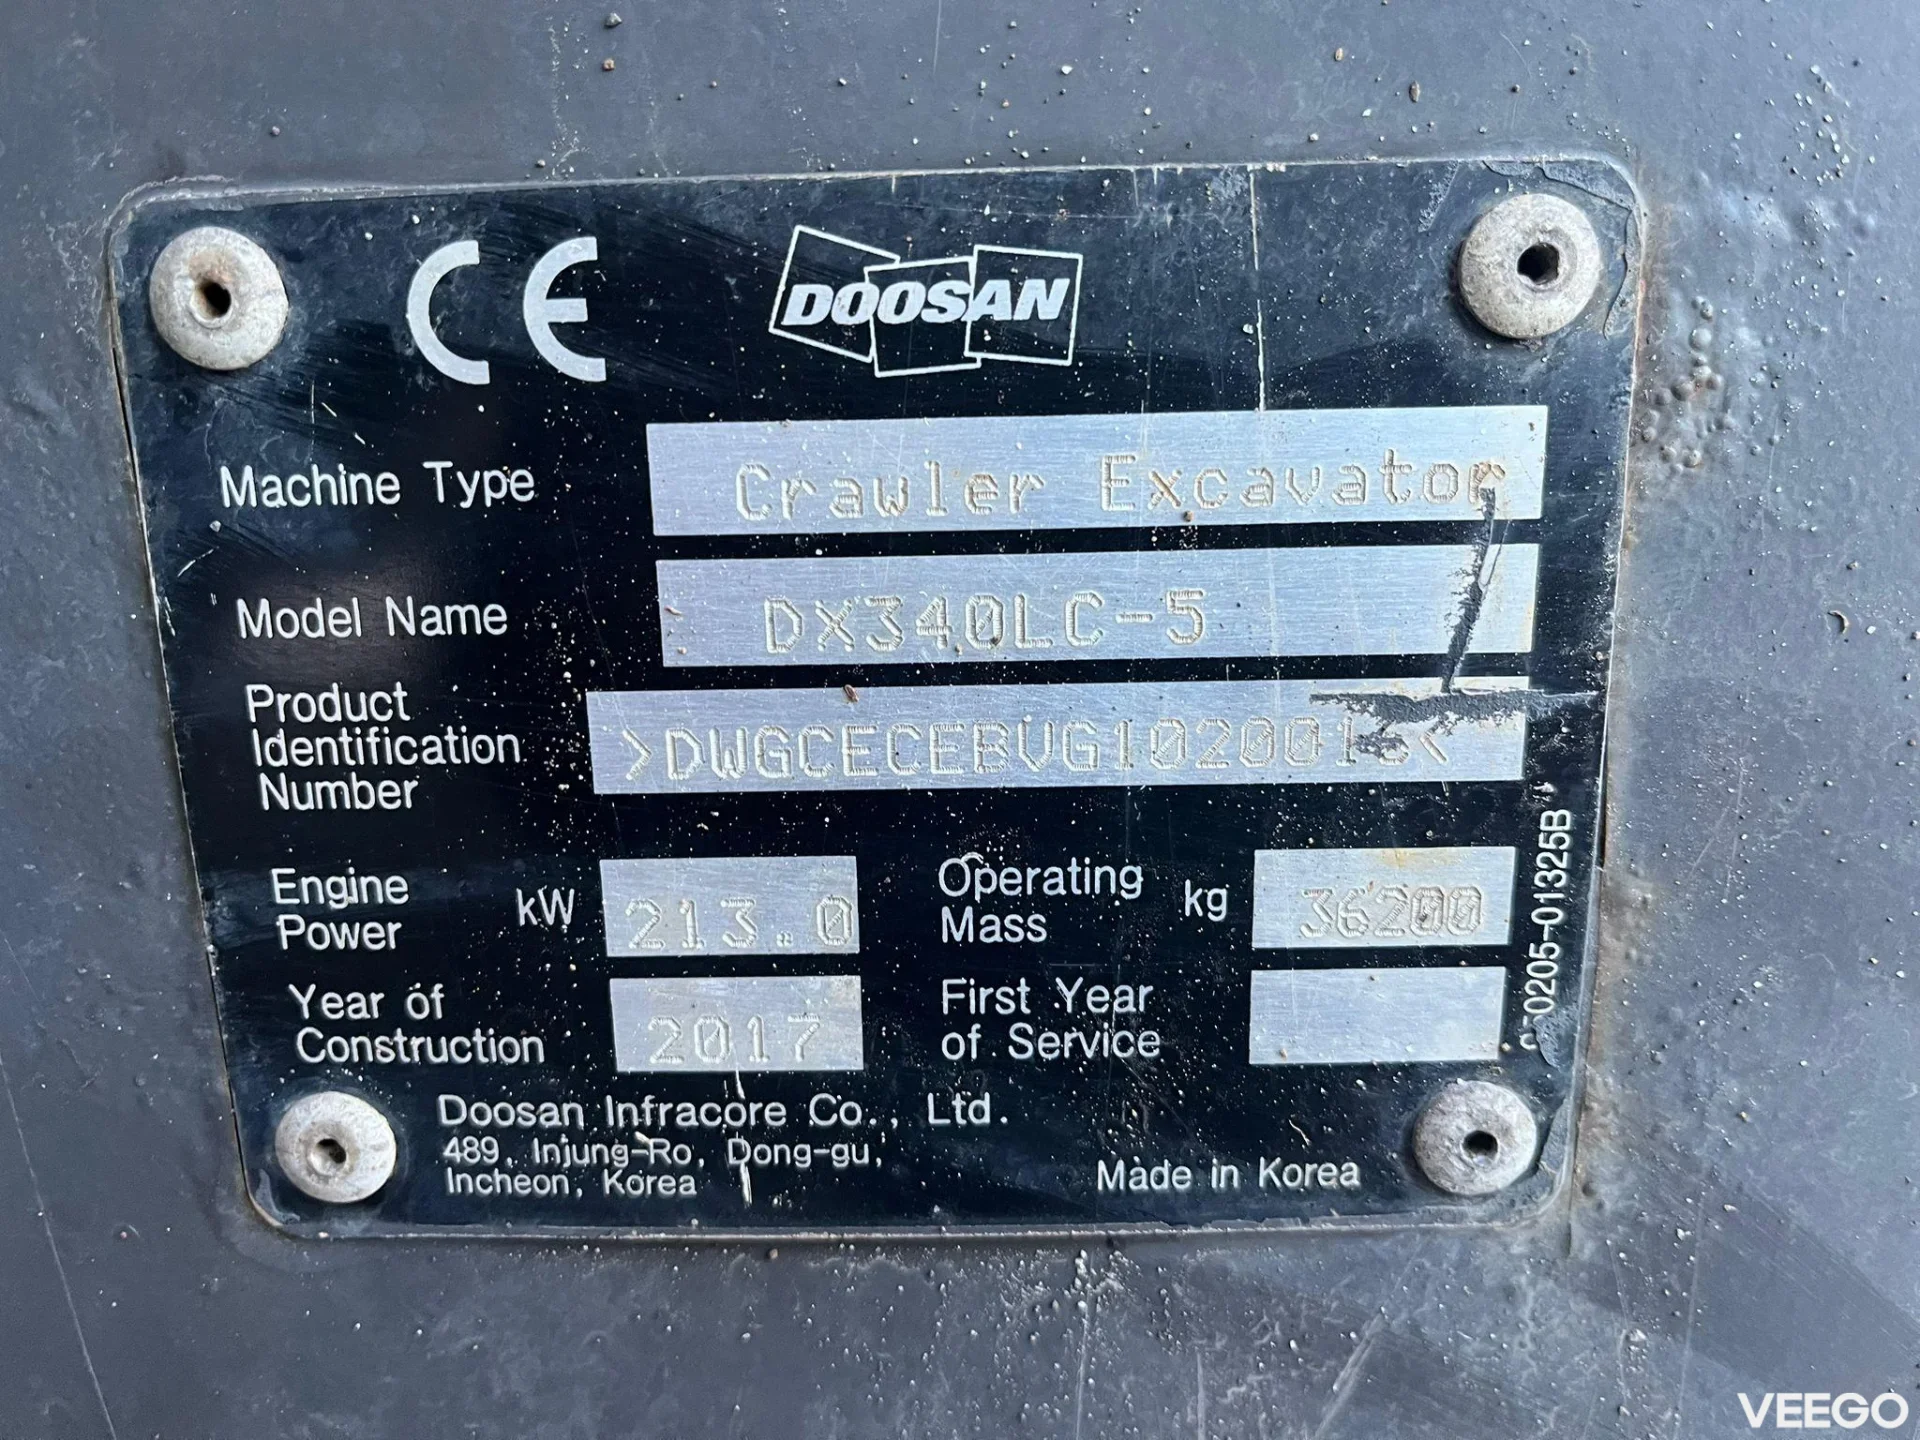 CE DOOSAN
Machine Type Crawler Excavator
Model Name DX340LC-5
Product
Identification
Number
Engine
Power kW 213.0
Operating
Mass kg 36200
Year of
Construction 2017
First Year
of Service
Doosan Infracore Co., Ltd.
489, Injung-Ro, Dong-gu,
Incheon, Korea
Made in Korea
VEEGO